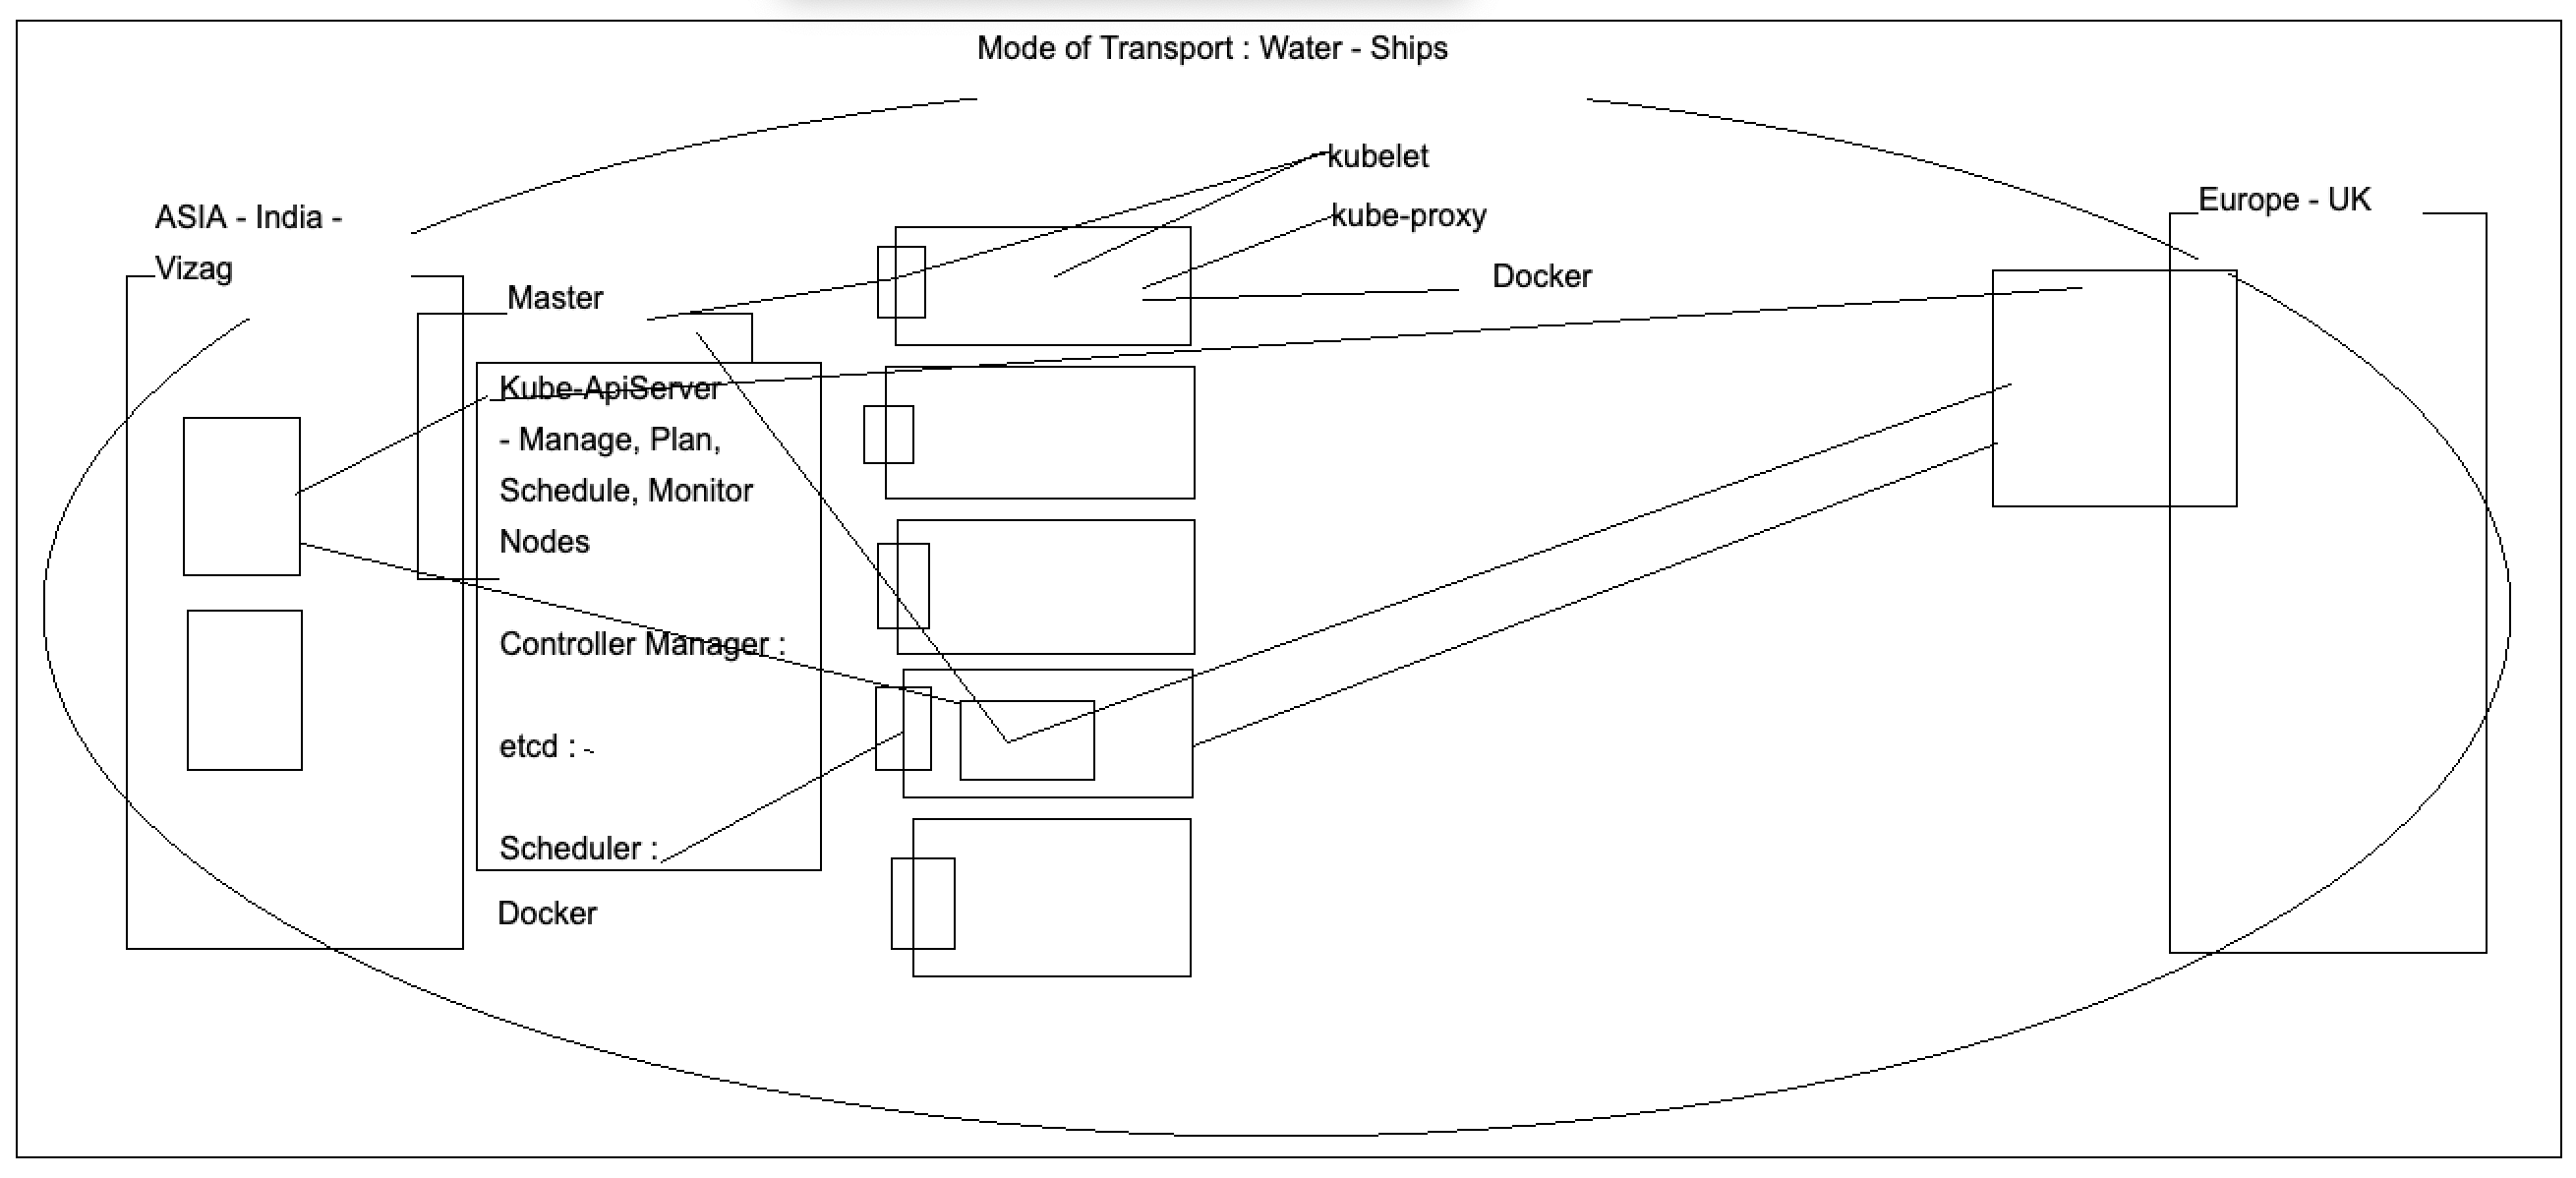 Mode of Transport : Water - Ships
kubelet
kube-proxy
Docker
Europe - UK
ASIA - India -
Vizag
Master
Kube-ApiServer
- Manage, Plan,
Schedule, Monitor
Nodes
Controller Manager :
etcd : -
Scheduler :
Docker